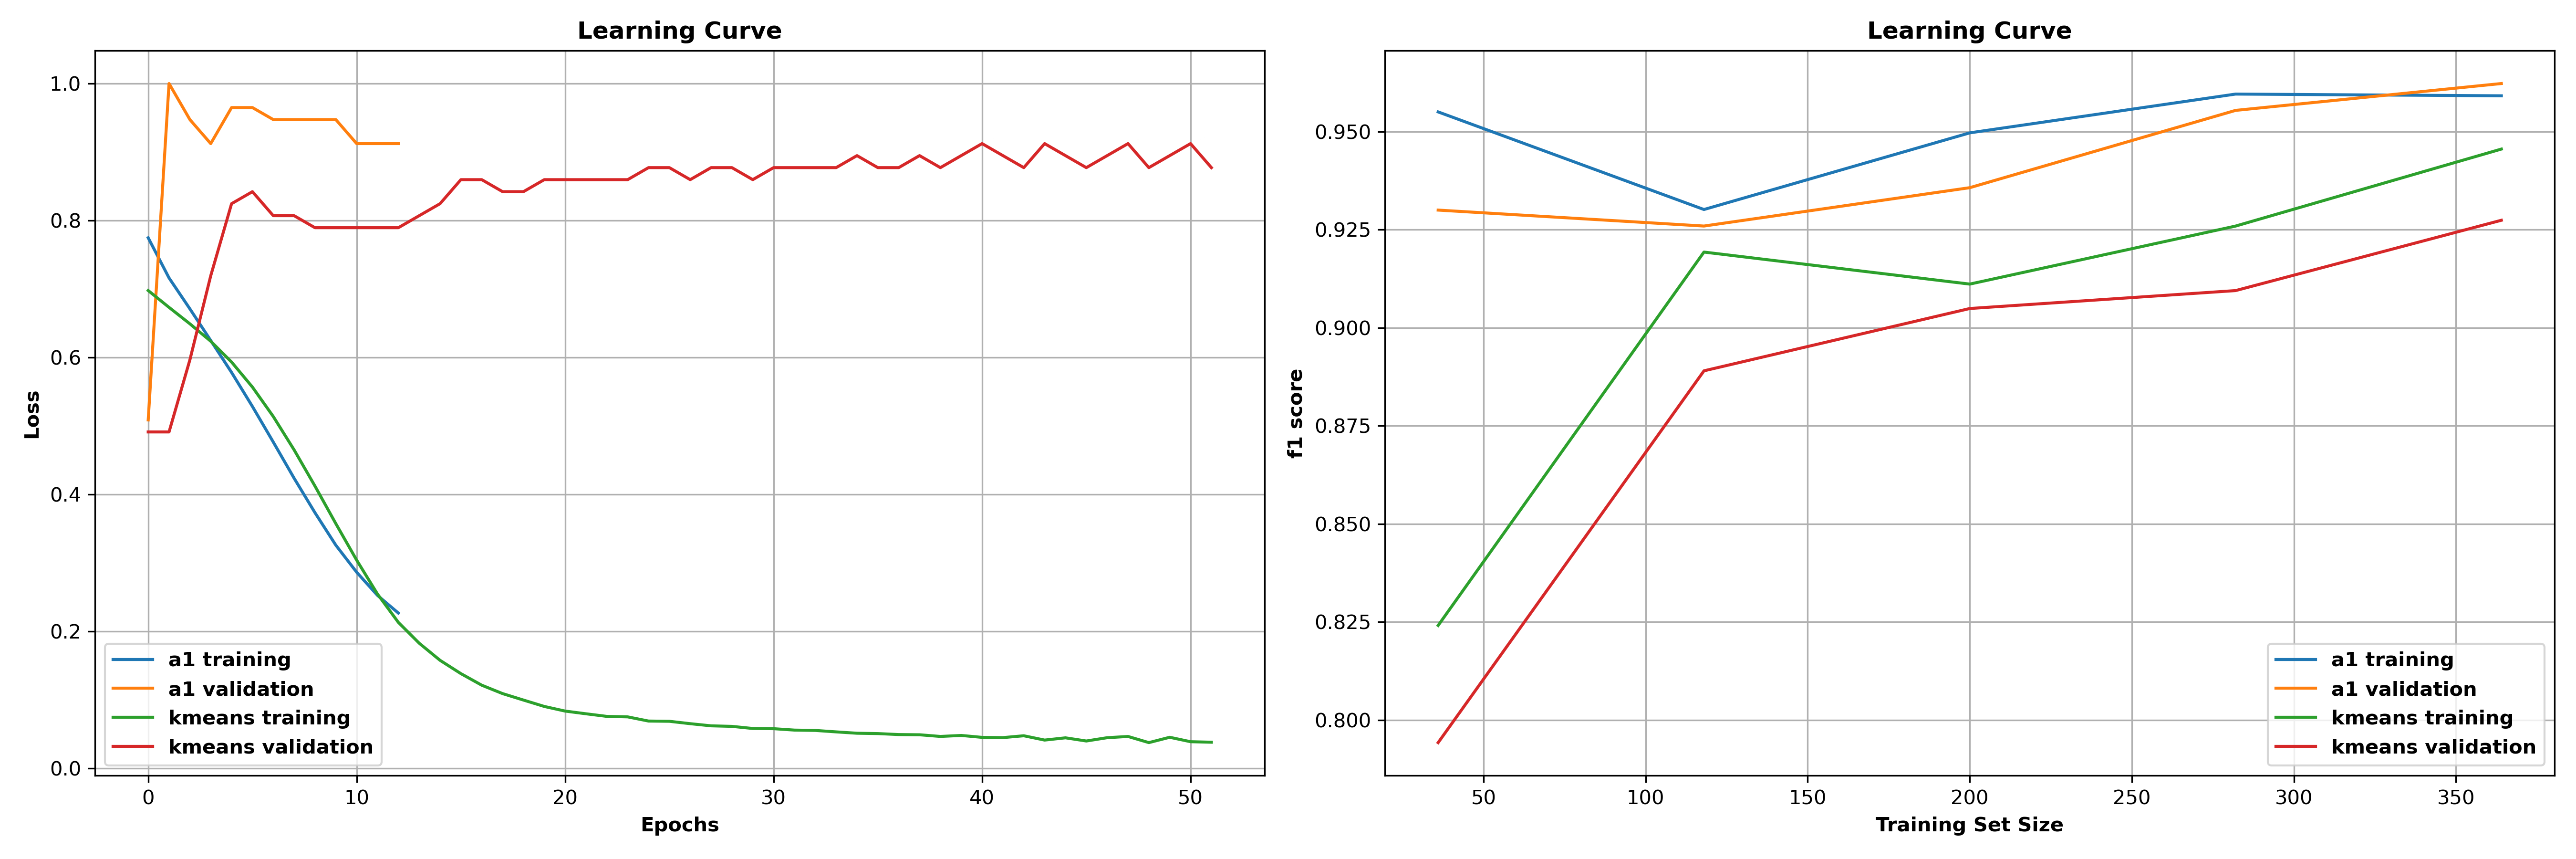 Learning Curve
1.0
0.8
0.6
0.4
0.2
0.0
Loss
a1 training
a1 validation
kmeans training
kmeans validation
0 10 20 30 40 50
Epochs
Learning Curve
0.950
0.925
0.900
0.875
0.850
0.825
0.800
f1 score
a1 training
a1 validation
kmeans training
kmeans validation
50 100 150 200 250 300 350
Training Set Size